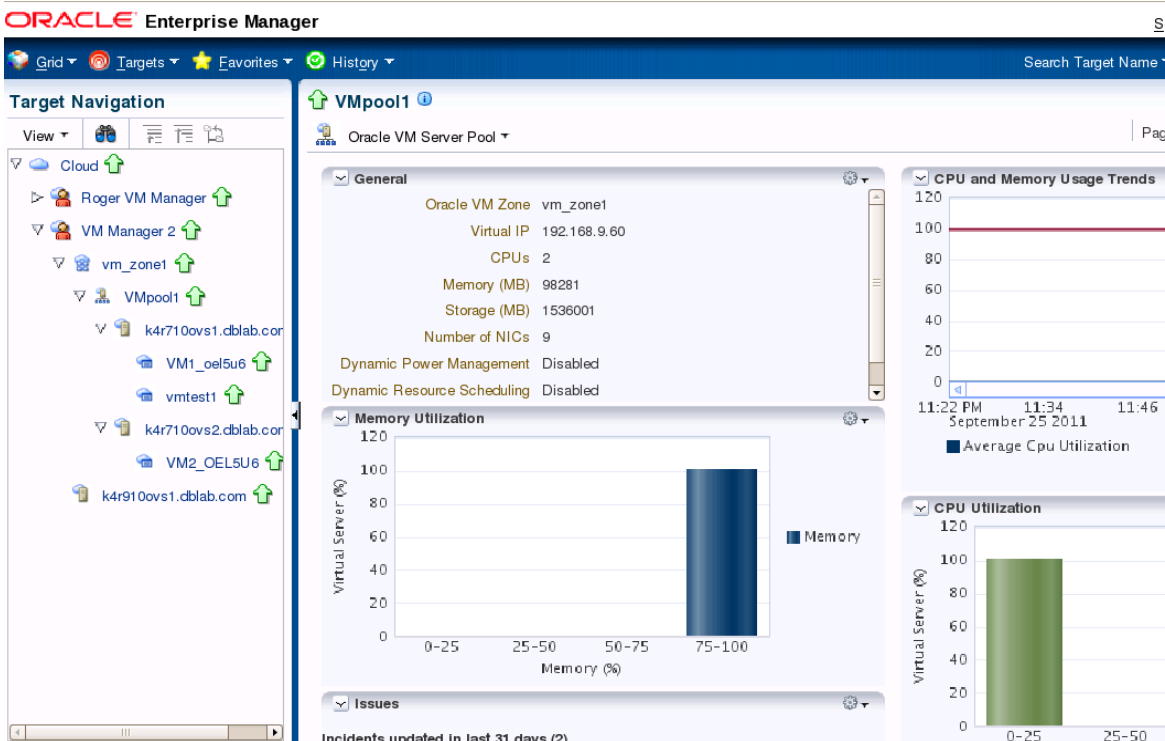 ORACLE Enterprise Manager
S
Grid Targets Favorites History Search Target Name
Target Navigation
View
Cloud
Roger VM Manager
VM Manager 2
vm_zone1
VMpool1
k4r710ovs1.dblab.cor
VM1_oel5u6
vmtest1
k4r710ovs2.dblab.cor
VM2_OEL5U6
k4r910ovs1.dblab.com
VMpool1
Oracle VM Server Pool
Pag
General
Oracle VM Zone vm_zone1
Virtual IP 192.168.9.60
CPUs 2
Memory (MB) 98281
Storage (MB) 1536001
Number of NICs 9
Dynamic Power Management Disabled
Dynamic Resource Scheduling Disabled
Memory Utilization
120
100
80
60
40
20
0
Virtual Server (%)
0-25 25-50 50-75 75-100
Memory (%)
Memory
Issues
Incidents updated in last 31 days (2)
CPU and Memory Usage Trends
120
100
80
60
40
20
0
11:22 PM 11:34 11:46
September 25 2011
Average Cpu Utilization
CPU Utilization
120
100
80
60
40
20
0
Virtual Server (%)
0-25 25-50